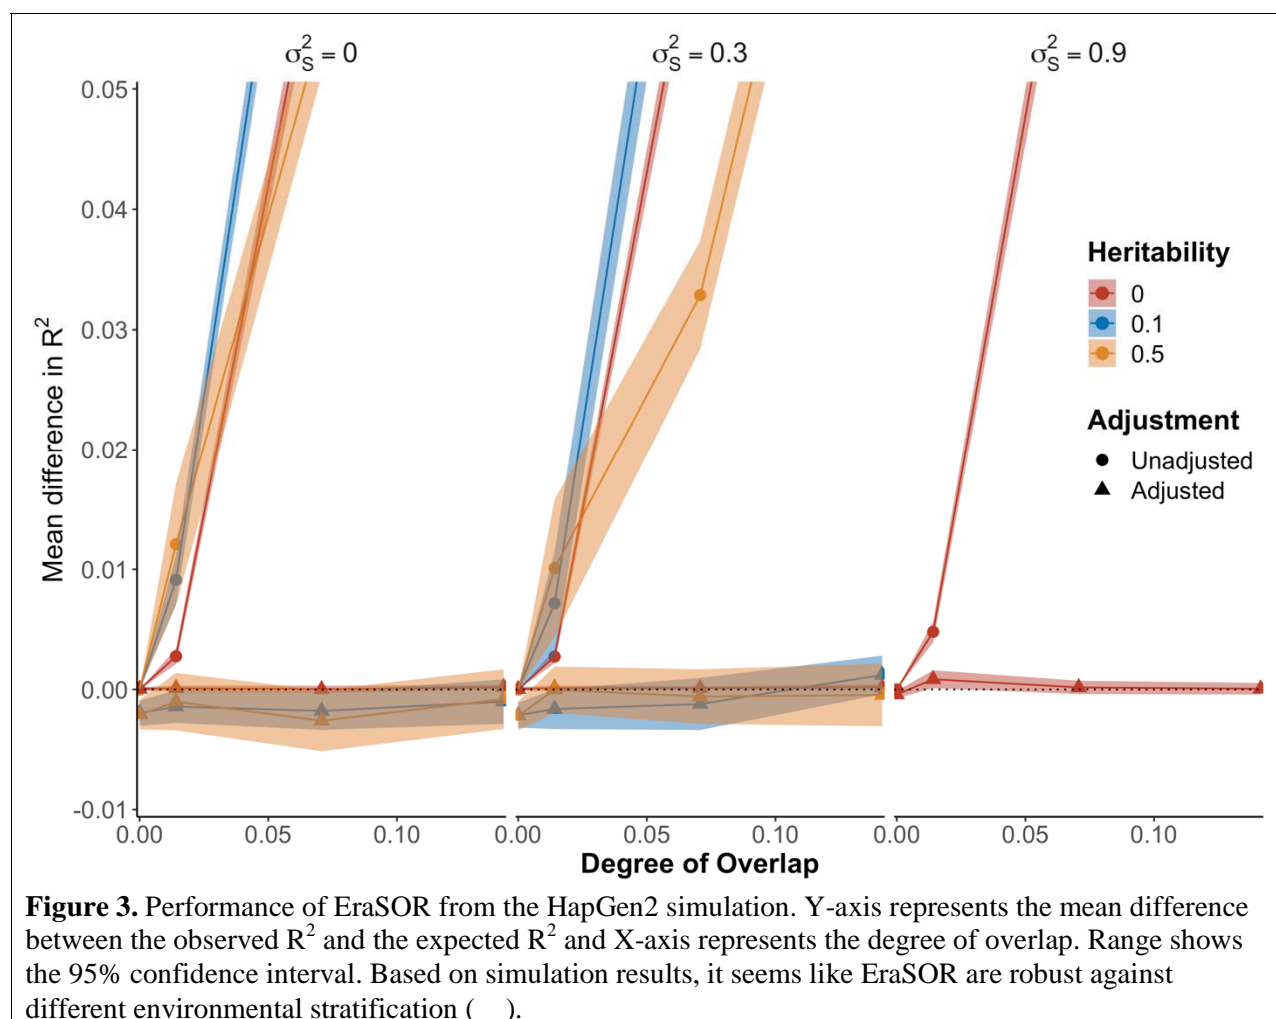 σ²S = 0
σ²S = 0.3
σ²S = 0.9
0.05
0.04
0.03
0.02
0.01
0.00
-0.01
Mean difference in R²
0.00 0.05 0.10
0.00 0.05 0.10
0.00 0.05 0.10
Degree of Overlap
Heritability
0
0.1
0.5
Adjustment
Unadjusted
Adjusted
Figure 3. Performance of EraSOR from the HapGen2 simulation. Y-axis represents the mean difference
between the observed R² and the expected R² and X-axis represents the degree of overlap. Range shows
the 95% confidence interval. Based on simulation results, it seems like EraSOR are robust against
different environmental stratification ( ).